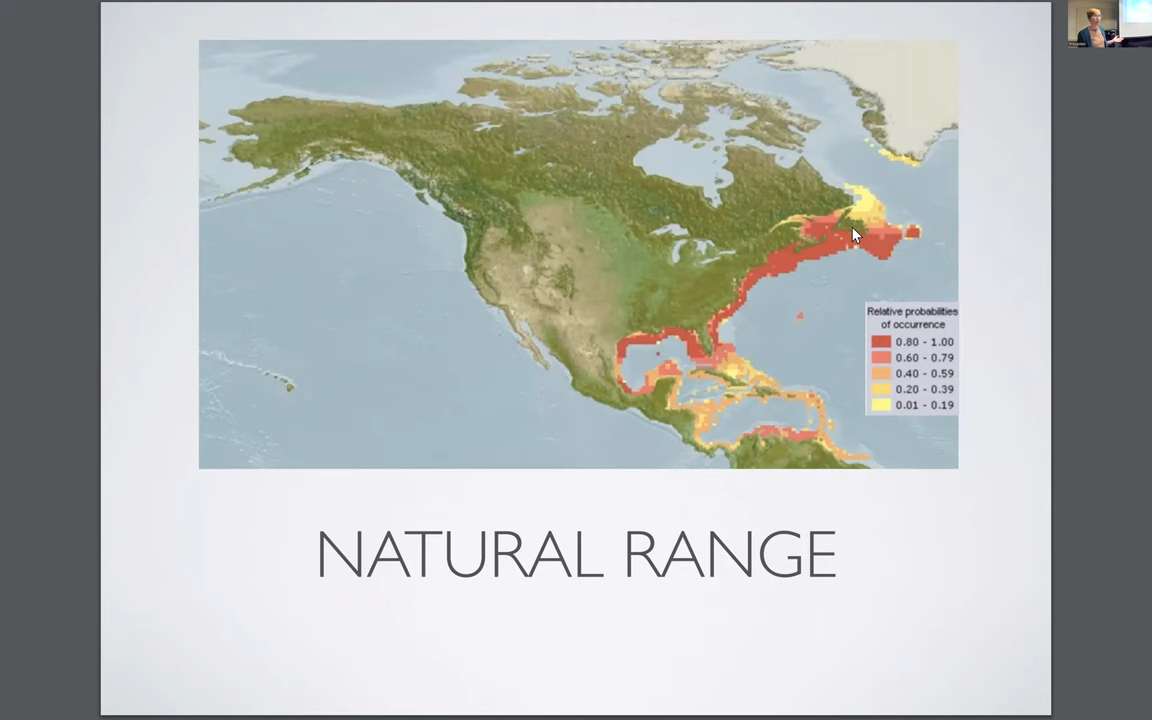 Relative probabilities
of occurrence
0.80 - 1.00
0.60 - 0.79
0.40 - 0.59
0.20 - 0.39
0.01 - 0.19
NATURAL RANGE